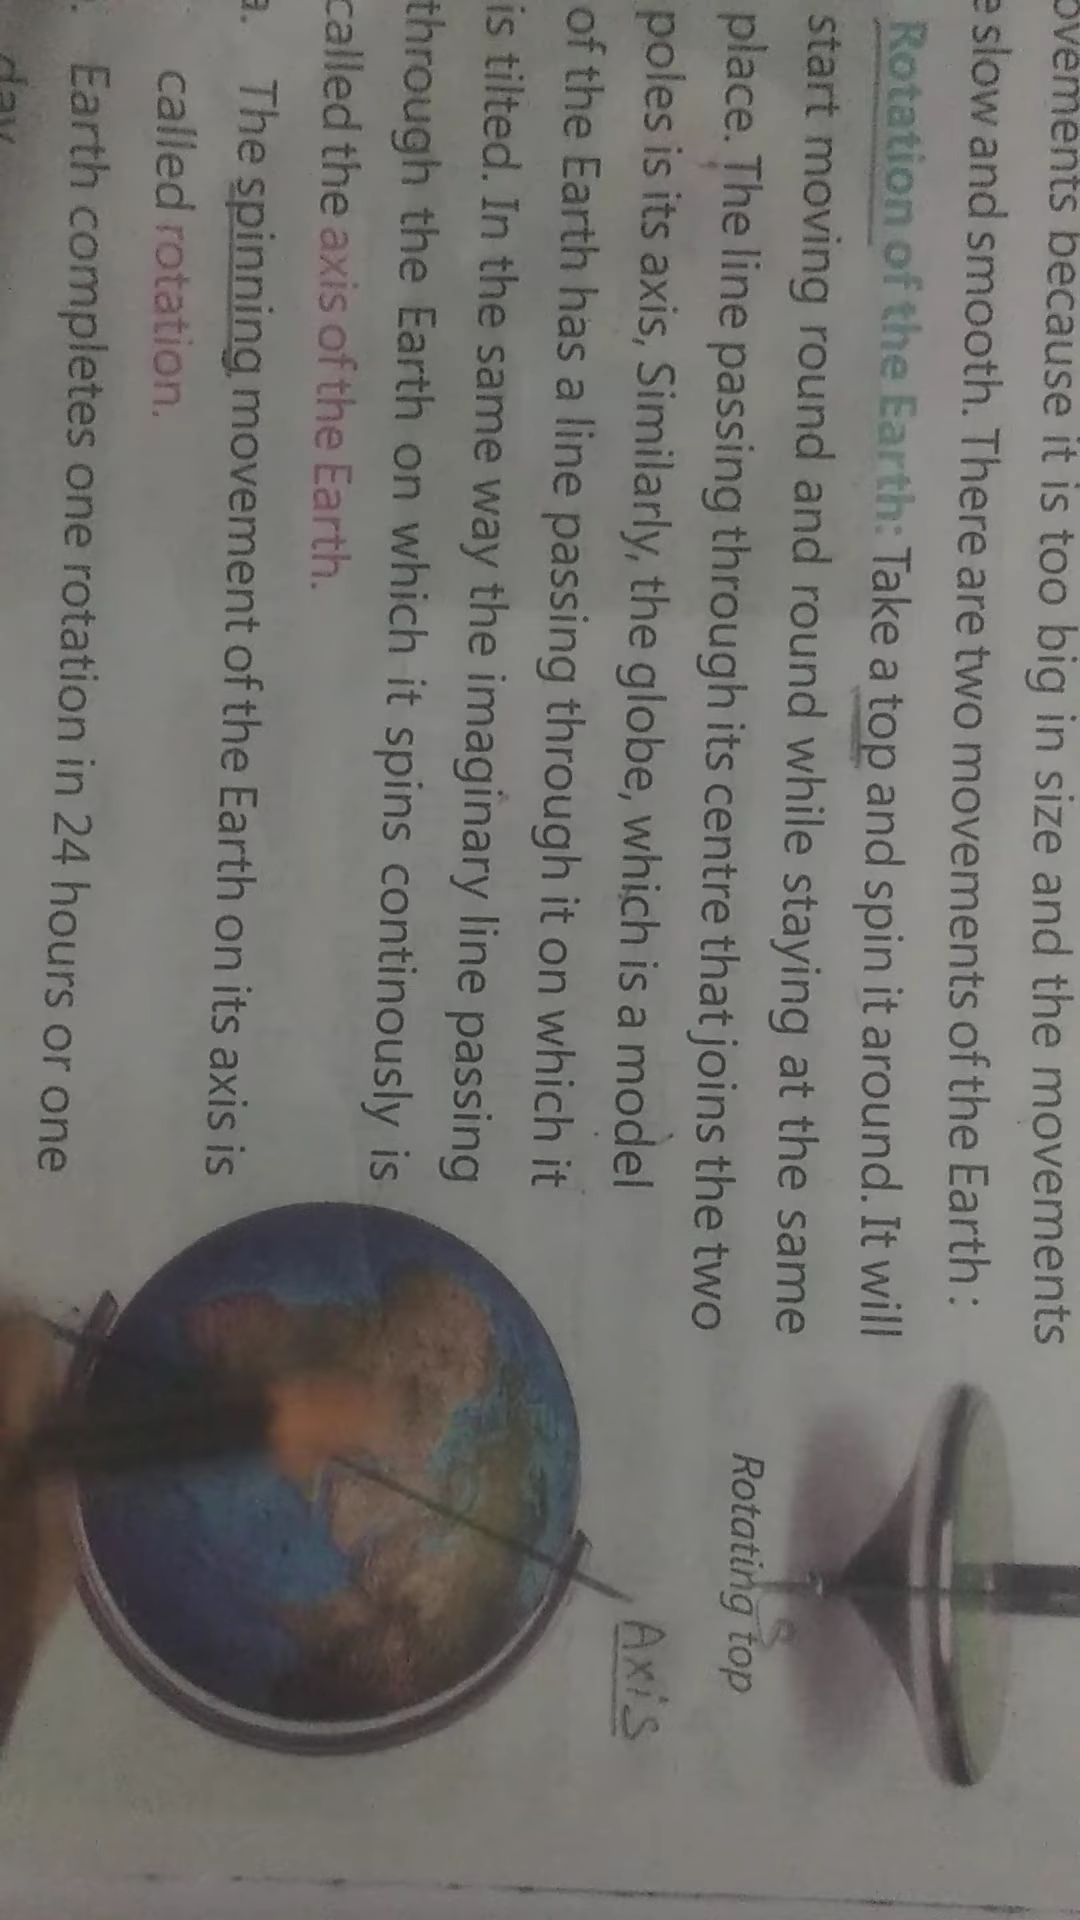 ovements because it is too big in size and the movements
e slow and smooth. There are two movements of the Earth :
Rotation of the Earth: Take a top and spin it around. It will
start moving round and round while staying at the same
place. The line passing through its centre that joins the two
poles is its axis, Similarly, the globe, which is a model
of the Earth has a line passing through it on which it
is tilted. In the same way the imaginary line passing
through the Earth on which it spins continously is
called the axis of the Earth.
a. The spinning movement of the Earth on its axis is
called rotation.
. Earth completes one rotation in 24 hours or one
day
Rotating top
Axis